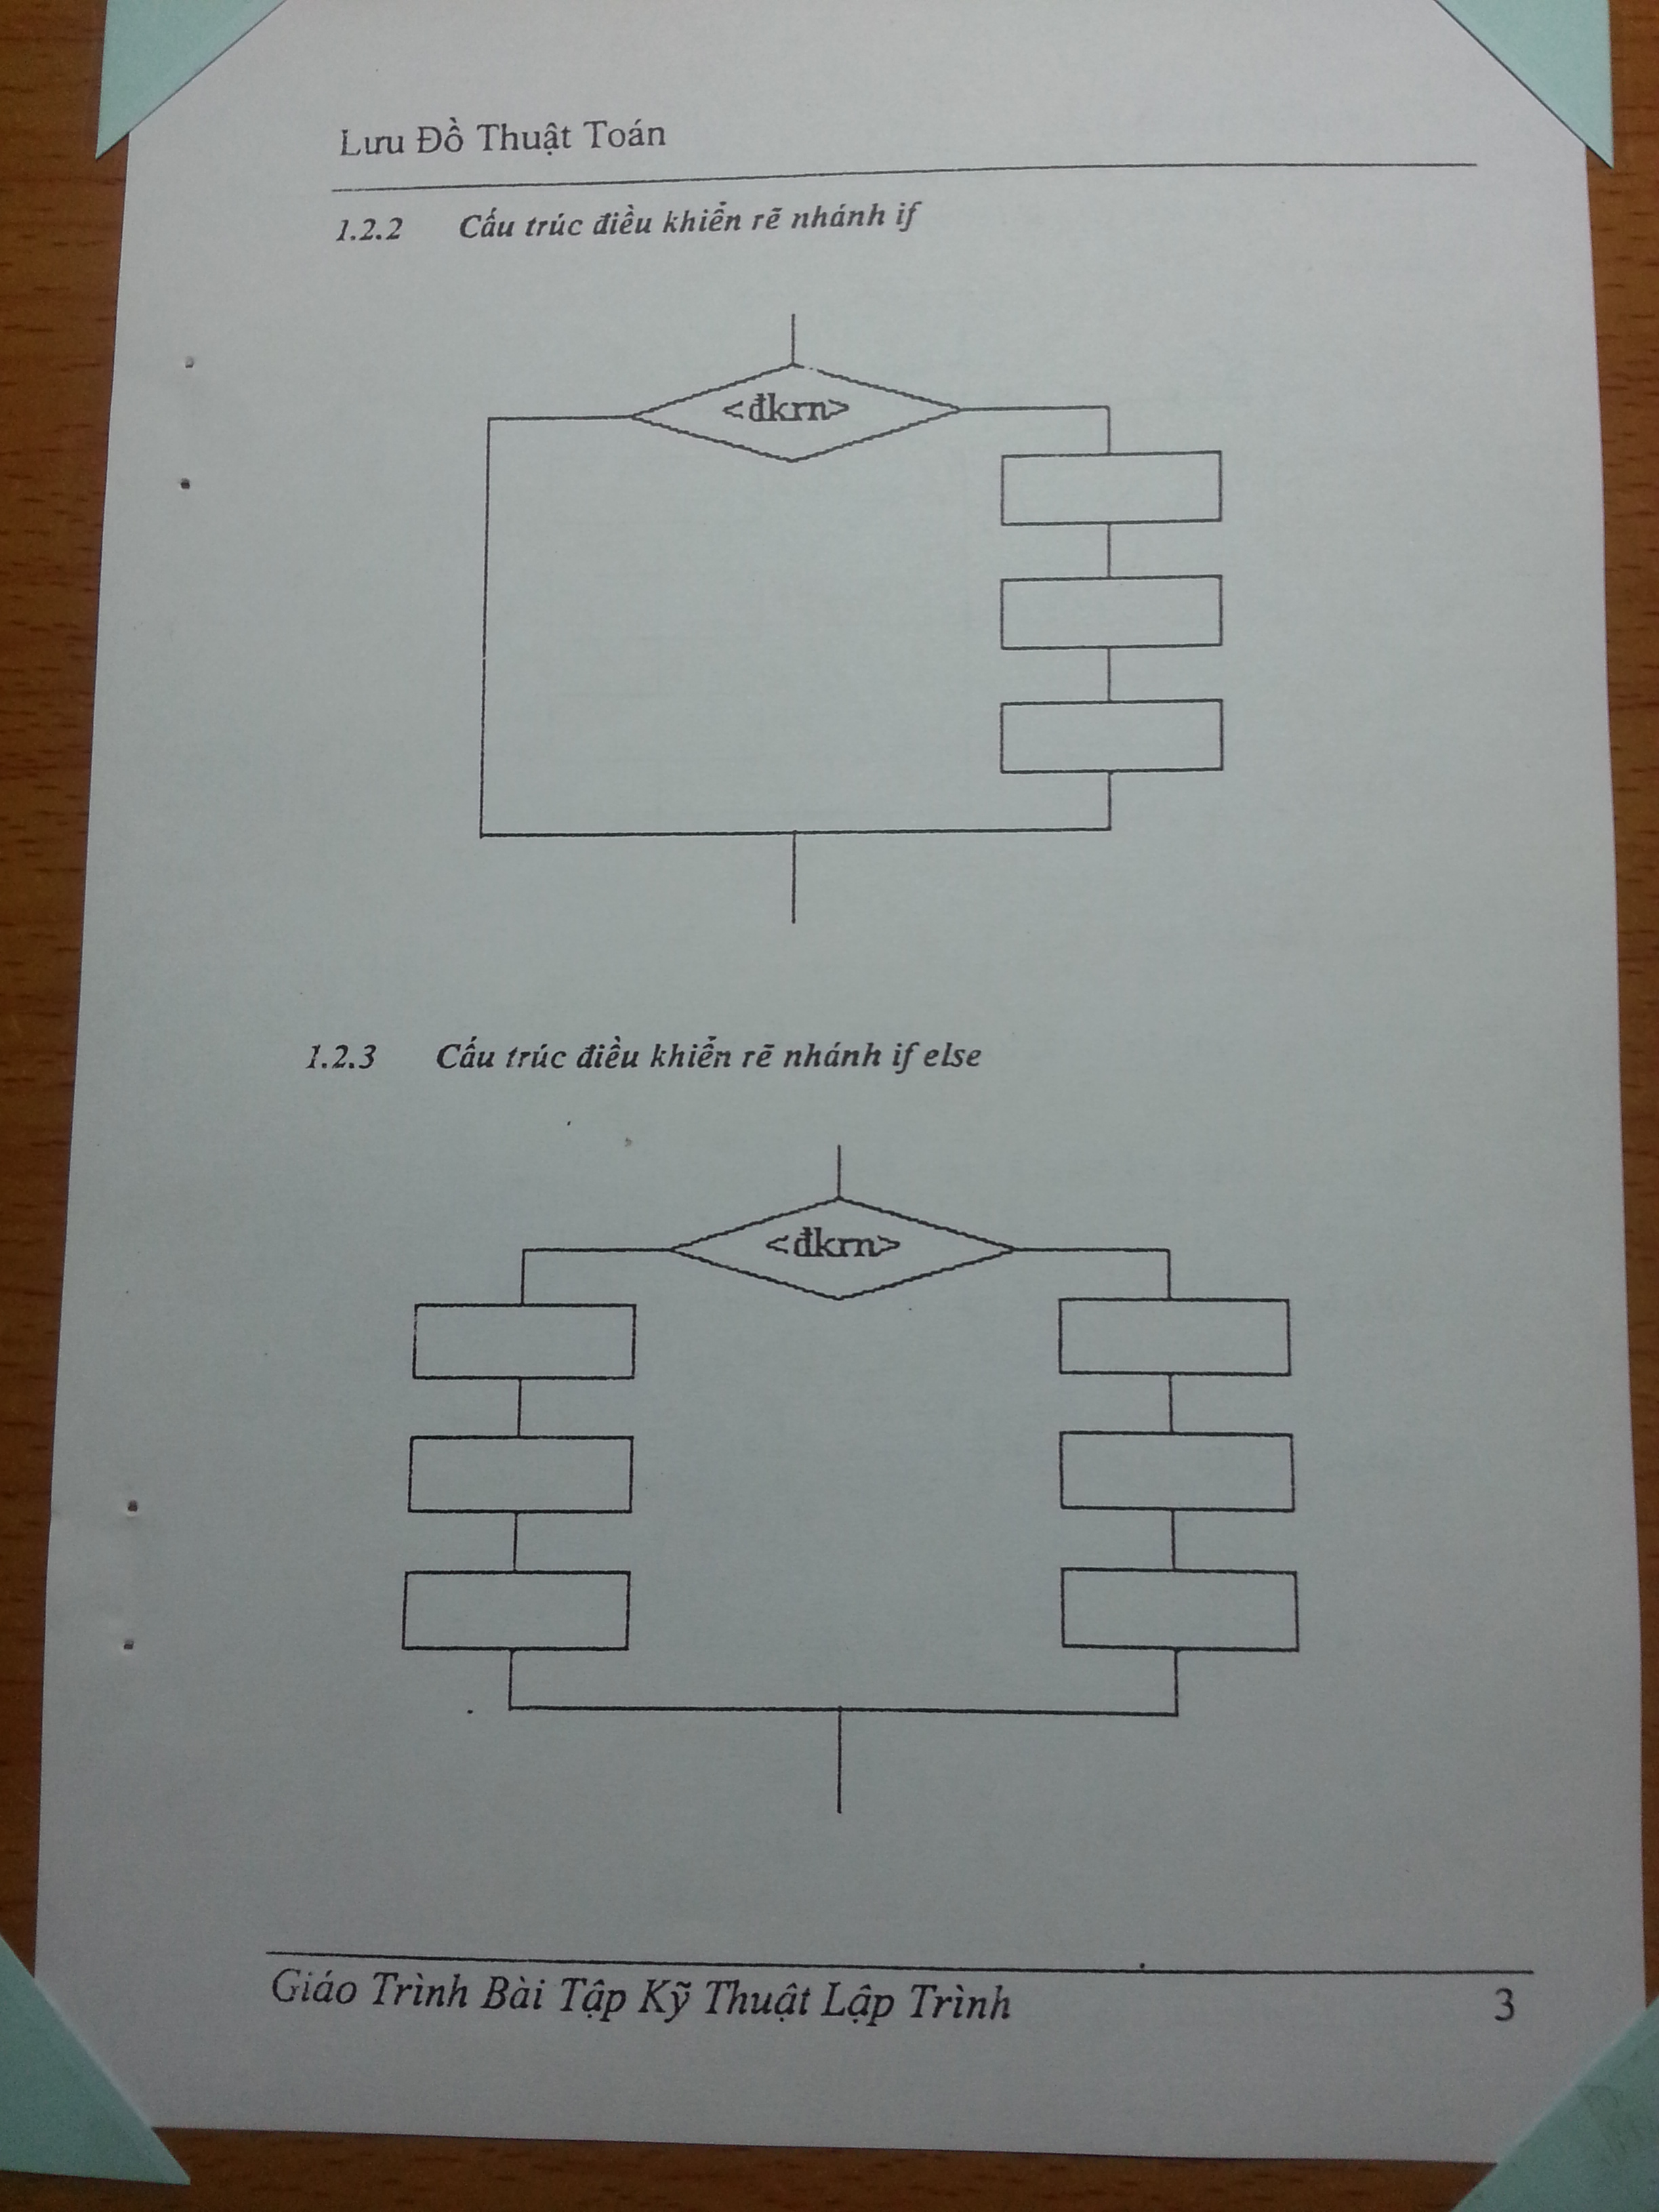 Lưu Đồ Thuật Toán
1.2.2 Cấu trúc điều khiển rẽ nhánh if
<đkrn>
1.2.3 Cấu trúc điều khiển rẽ nhánh if else
<đkrn>
Giáo Trình Bài Tập Kỹ Thuật Lập Trình 3